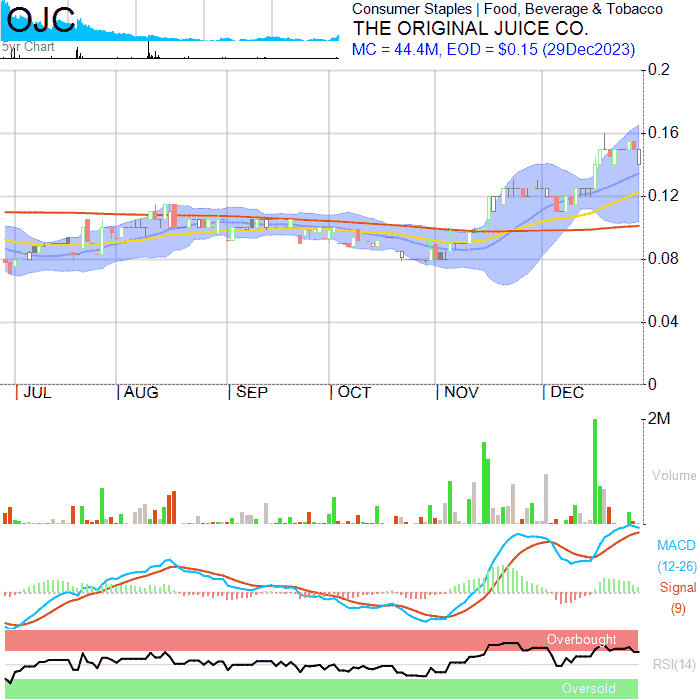 OJC
5yr Chart
Consumer Staples | Food, Beverage & Tobacco
THE ORIGINAL JUICE CO.
MC = 44.4M, EOD = $0.15 (29Dec2023)
0.2
0.16
0.12
0.08
0.04
0
JUL AUG SEP OCT NOV DEC
2M
Volume
MACD
(12-26)
Signal
(9)
Overbought
RSI(14)
Oversold